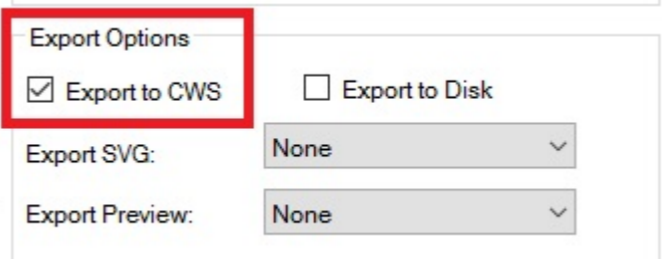 Export Options
Export to CWS Export to Disk
Export SVG: None
Export Preview: None